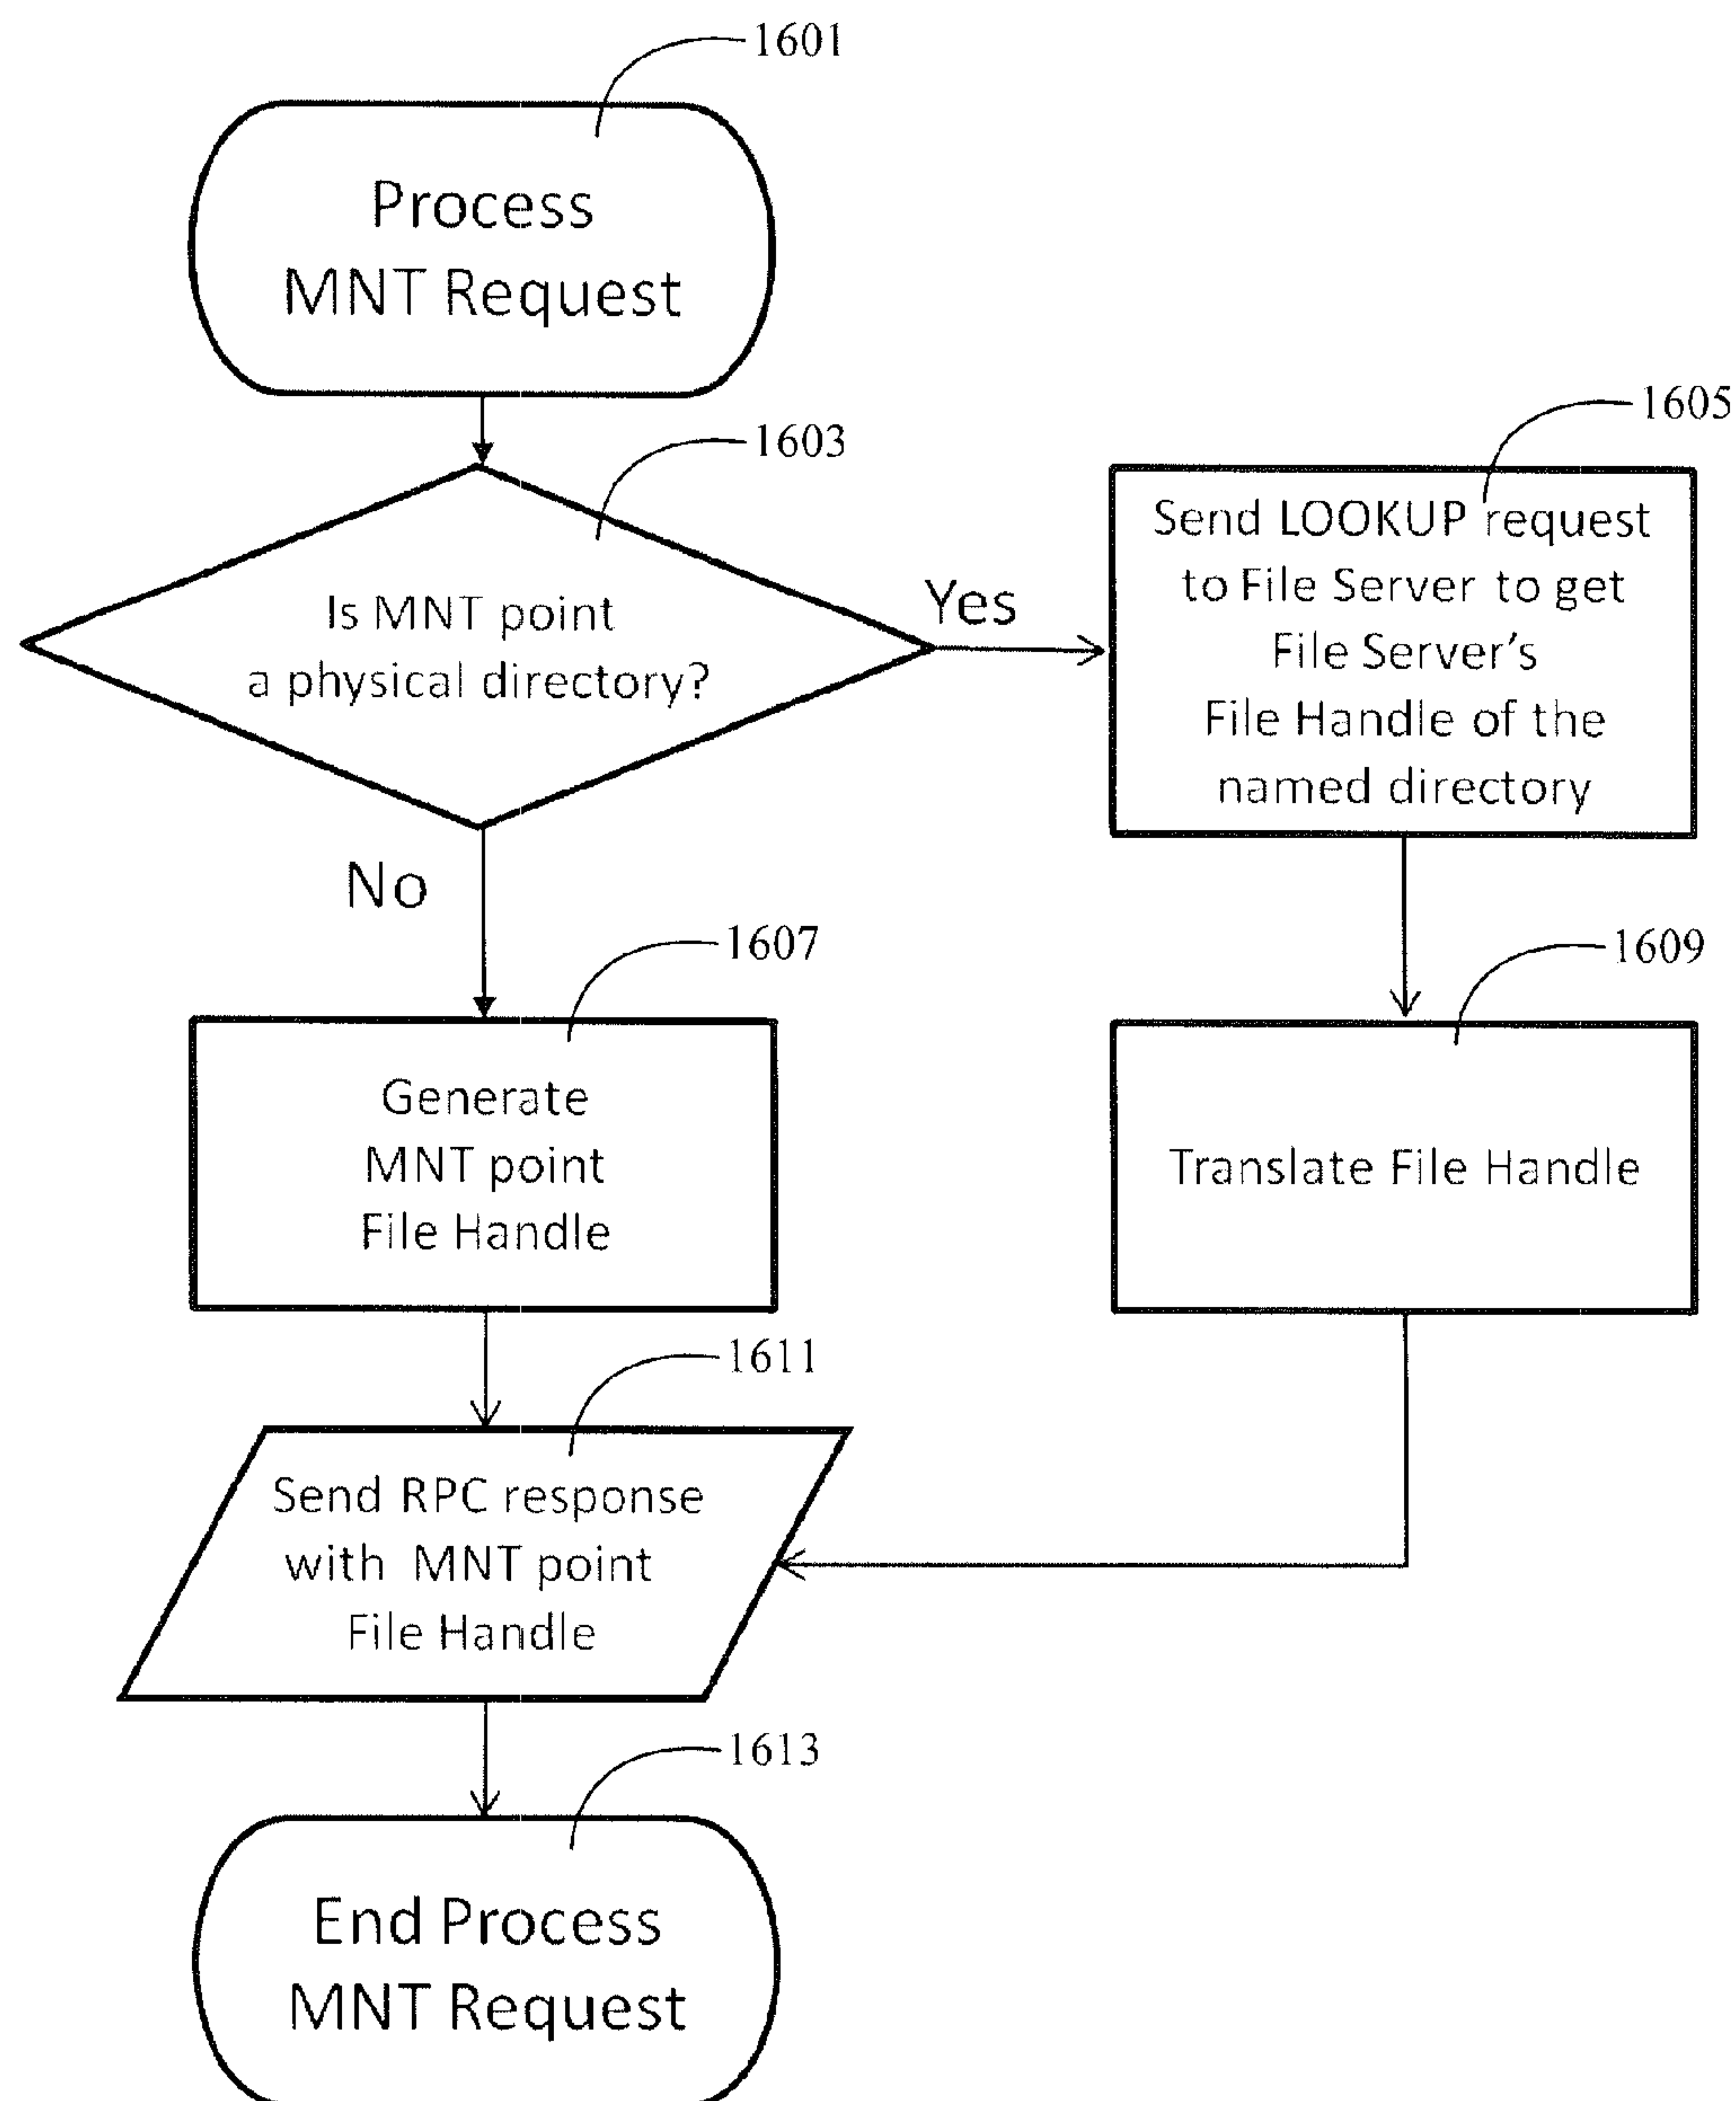 1601
Process
MNT Request
1603
Is MNT point
a physical directory?
Yes
1605
Send LOOKUP request
to File Server to get
File Server's
File Handle of the
named directory
No
1607
Generate
MNT point
File Handle
1609
Translate File Handle
1611
Send RPC response
with MNT point
File Handle
1613
End Process
MNT Request